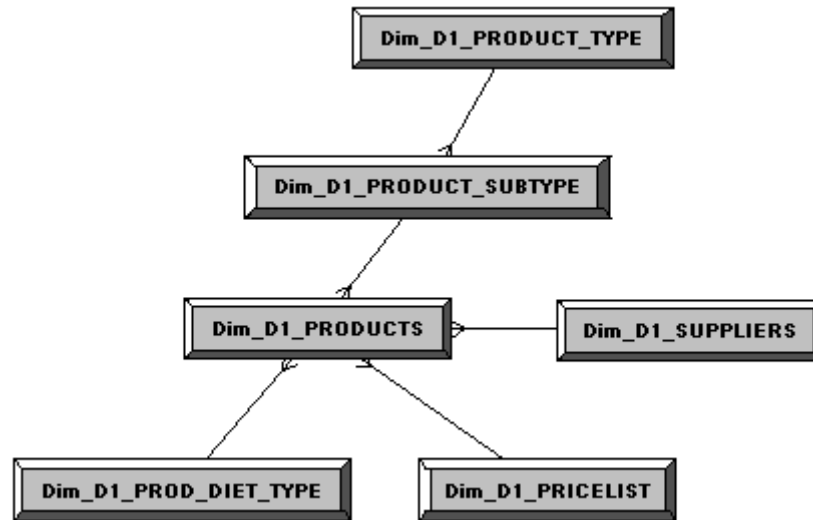 Dim_D1_PRODUCT_TYPE
Dim_D1_PRODUCT_SUBTYPE
Dim_D1_PRODUCTS
Dim_D1_SUPPLIERS
Dim_D1_PROD_DIET_TYPE
Dim_D1_PRICELIST